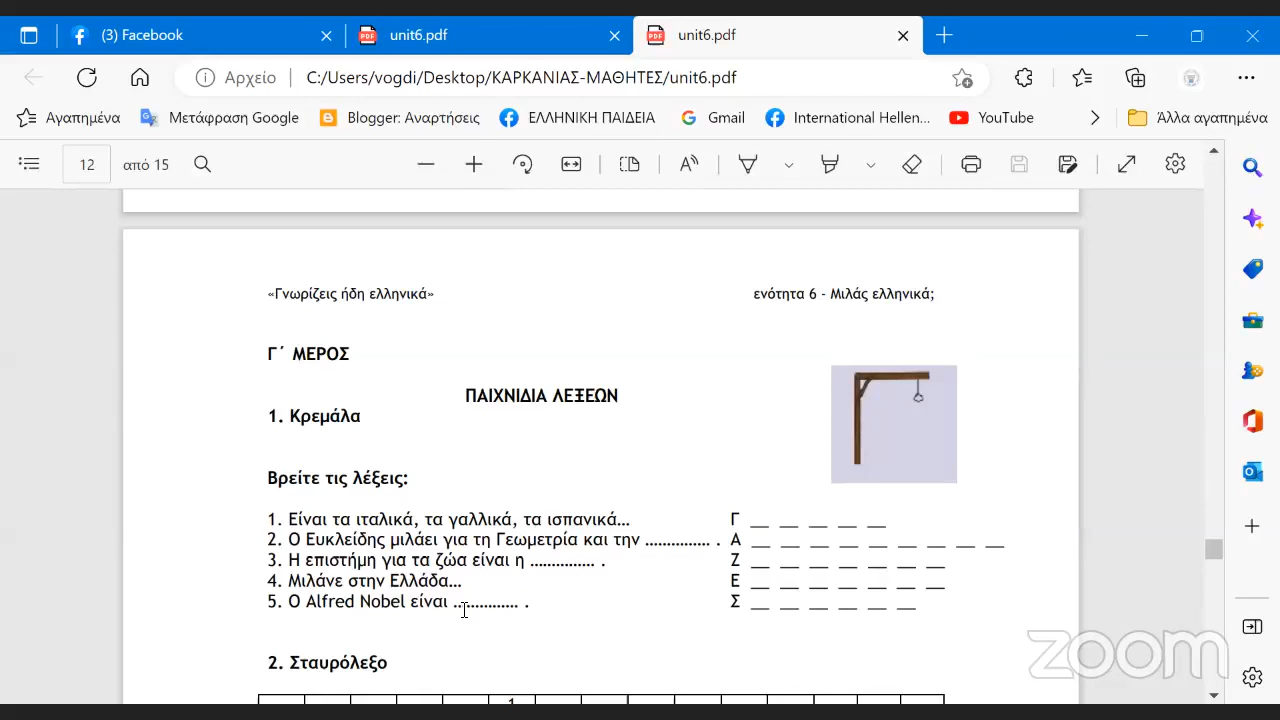 (3) Facebook
unit6.pdf
unit6.pdf
Αρχείο C:/Users/vogdi/Desktop/ΚΑΡΚΑΝΙΑΣ-ΜΑΘΗΤΕΣ/unit6.pdf
Αγαπημένα Μετάφραση Google Blogger: Αναρτήσεις ΕΛΛΗΝΙΚΗ ΠΑΙΔΕΙΑ Gmail International Hellen... YouTube Άλλα αγαπημένα
12 από 15
«Γνωρίζεις ήδη ελληνικά» ενότητα 6 - Μιλάς ελληνικά;
Γ΄ ΜΕΡΟΣ
ΠΑΙΧΝΙΔΙΑ ΛΕΞΕΩΝ
1. Κρεμάλα
Βρείτε τις λέξεις:
1. Είναι τα ιταλικά, τα γαλλικά, τα ισπανικά... Γ _ _ _ _ _
2. Ο Ευκλείδης μιλάει για τη Γεωμετρία και την ............... . Α _ _ _ _ _ _ _ _ _
3. Η επιστήμη για τα ζώα είναι η ............... . Ζ _ _ _ _ _ _ _
4. Μιλάνε στην Ελλάδα... Ε _ _ _ _ _ _ _
5. Ο Alfred Nobel είναι ............... . Σ _ _ _ _ _ _
2. Σταυρόλεξο
1
zoom